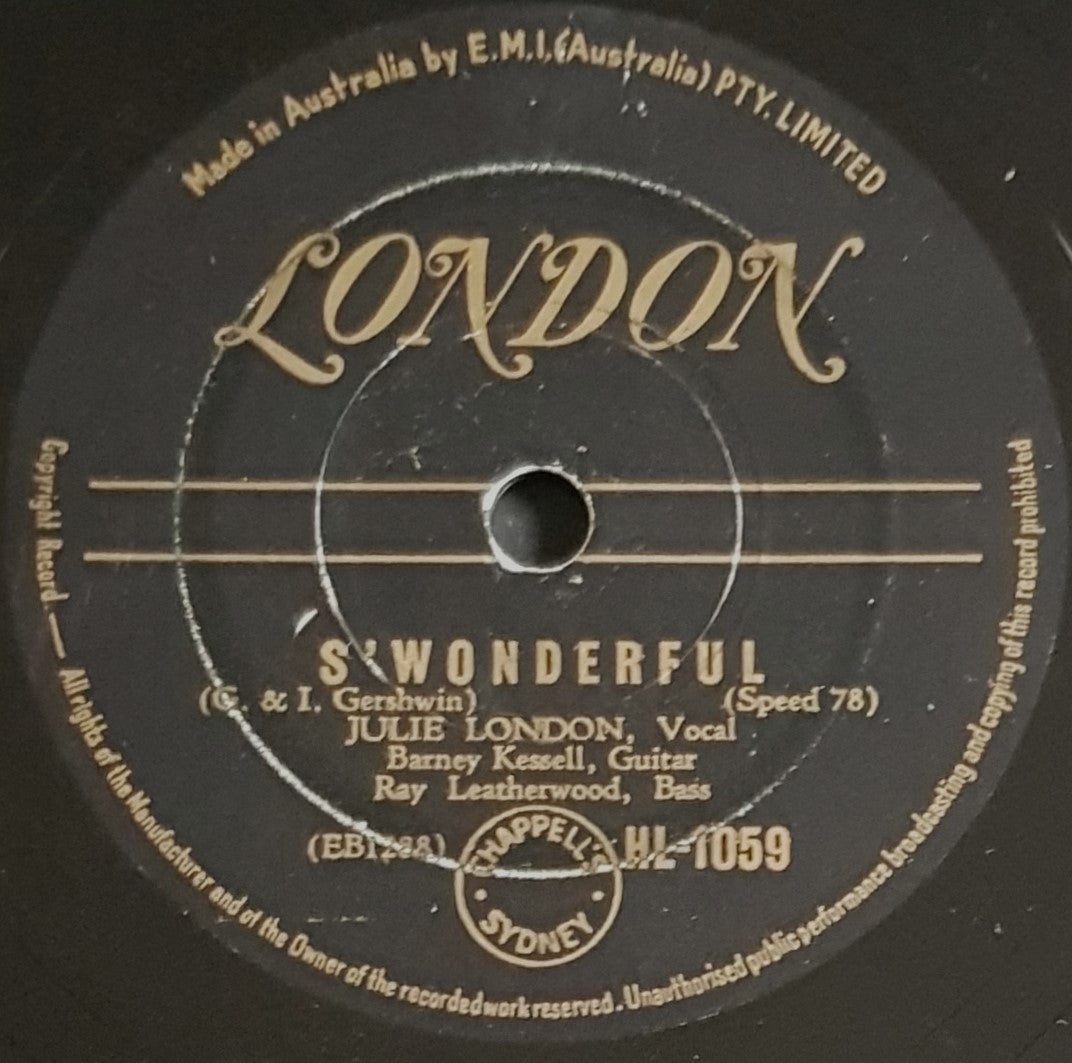 Made in Australia by E.M.I. (Australia) PTY. LIMITED
LONDON
S'WONDERFUL
(G. & I. Gershwin) (Speed 78)
JULIE LONDON, Vocal
Barney Kessell, Guitar
Ray Leatherwood, Bass
HL-1059
CHAPPELL'S
SYDNEY
Copyright Record. — All rights of the Manufacturer and of the Owner of the recorded work reserved. Unauthorised public performance broadcasting and copying of this record prohibited